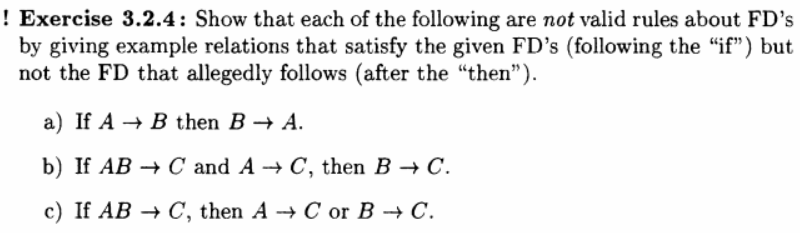 ! Exercise 3.2.4: Show that each of the following are not valid rules about FD's
by giving example relations that satisfy the given FD's (following the “if”) but
not the FD that allegedly follows (after the “then”).
a) If A → B then B → A.
b) If AB → C and A → C, then B → C.
c) If AB → C, then A → C or B → C.